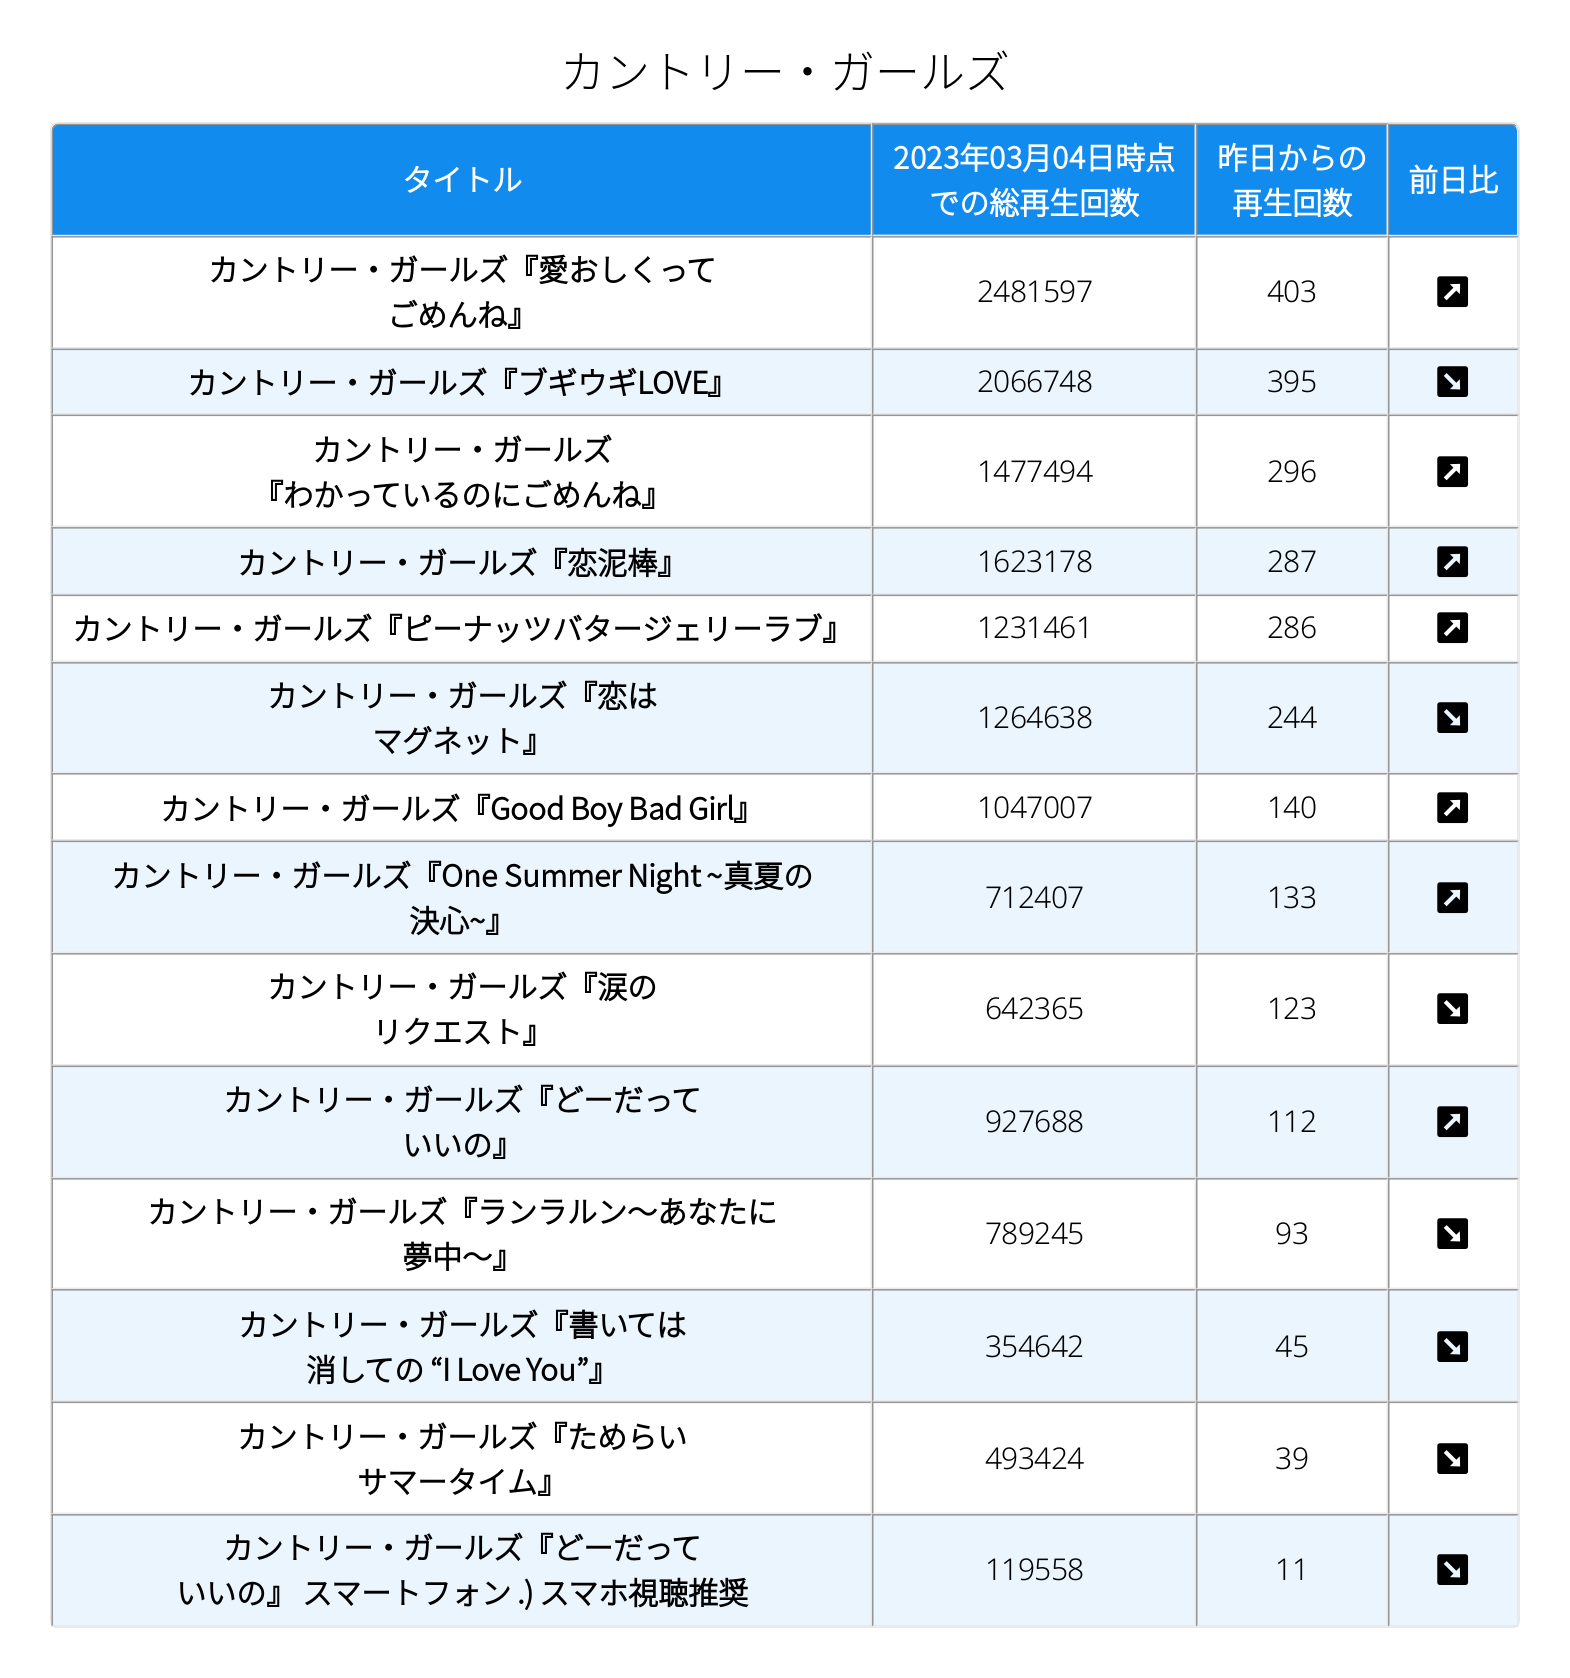 カントリー・ガールズ
タイトル
2023年03月04日時点
での総再生回数
昨日からの
再生回数
前日比
カントリー・ガールズ『愛おしくって
ごめんね』
2481597
403
カントリー・ガールズ『ブギウギLOVE』
2066748
395
カントリー・ガールズ
『わかっているのにごめんね』
1477494
296
カントリー・ガールズ『恋泥棒』
1623178
287
カントリー・ガールズ『ピーナッツバタージェリーラブ』
1231461
286
カントリー・ガールズ『恋は
マグネット』
1264638
244
カントリー・ガールズ『Good Boy Bad Girl』
1047007
140
カントリー・ガールズ『One Summer Night ~真夏の
決心~』
712407
133
カントリー・ガールズ『涙の
リクエスト』
642365
123
カントリー・ガールズ『どーだって
いいの』
927688
112
カントリー・ガールズ『ランラルン～あなたに
夢中～』
789245
93
カントリー・ガールズ『書いては
消しての “I Love You”』
354642
45
カントリー・ガールズ『ためらい
サマータイム』
493424
39
カントリー・ガールズ『どーだって
いいの』 スマートフォン .) スマホ視聴推奨
119558
11